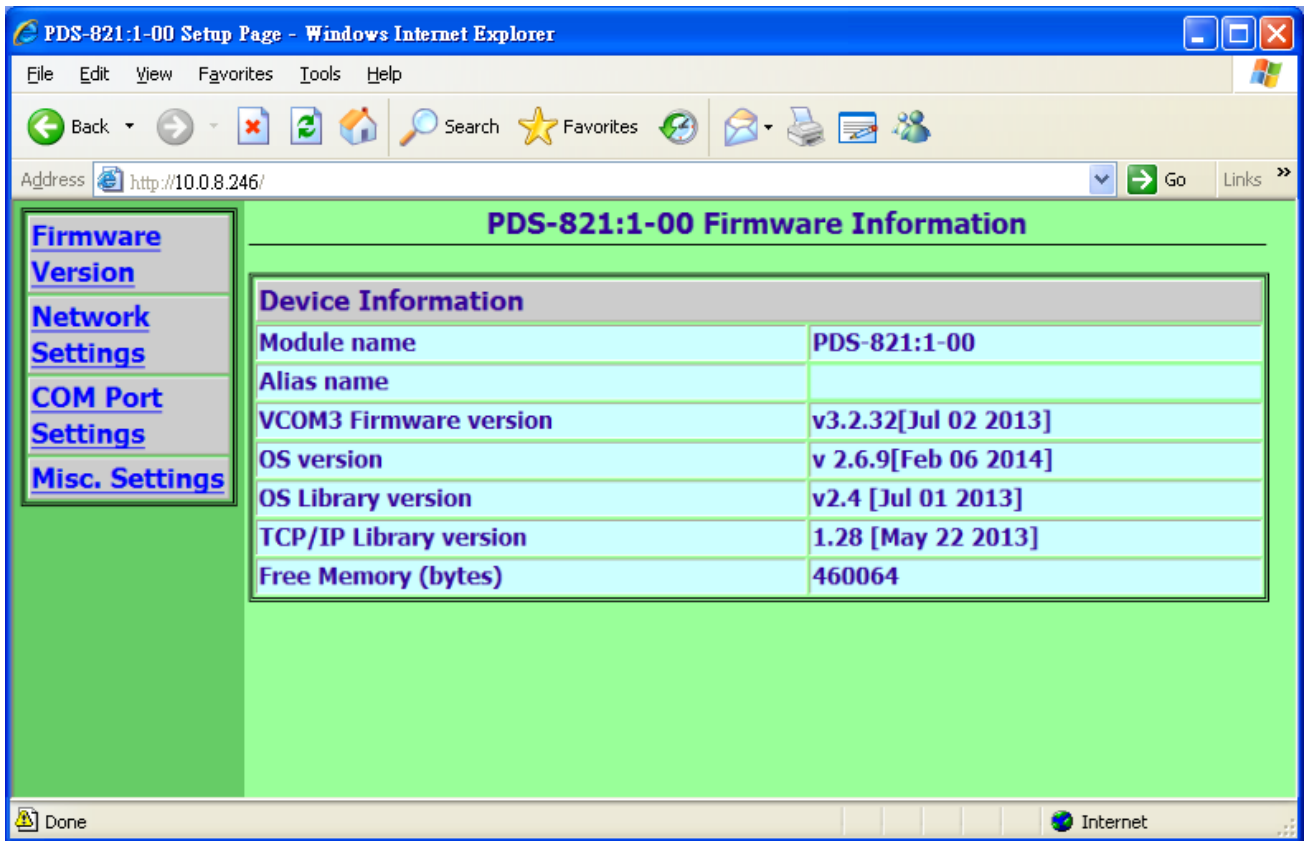 PDS-821:1-00 Setup Page - Windows Internet Explorer
File Edit View Favorites Tools Help
Back Search Favorites
Address http://10.0.8.246/ Go Links »
Firmware
Version
Network
Settings
COM Port
Settings
Misc. Settings
PDS-821:1-00 Firmware Information
Device Information
Module name PDS-821:1-00
Alias name
VCOM3 Firmware version v3.2.32[Jul 02 2013]
OS version v 2.6.9[Feb 06 2014]
OS Library version v2.4 [Jul 01 2013]
TCP/IP Library version 1.28 [May 22 2013]
Free Memory (bytes) 460064
Done Internet